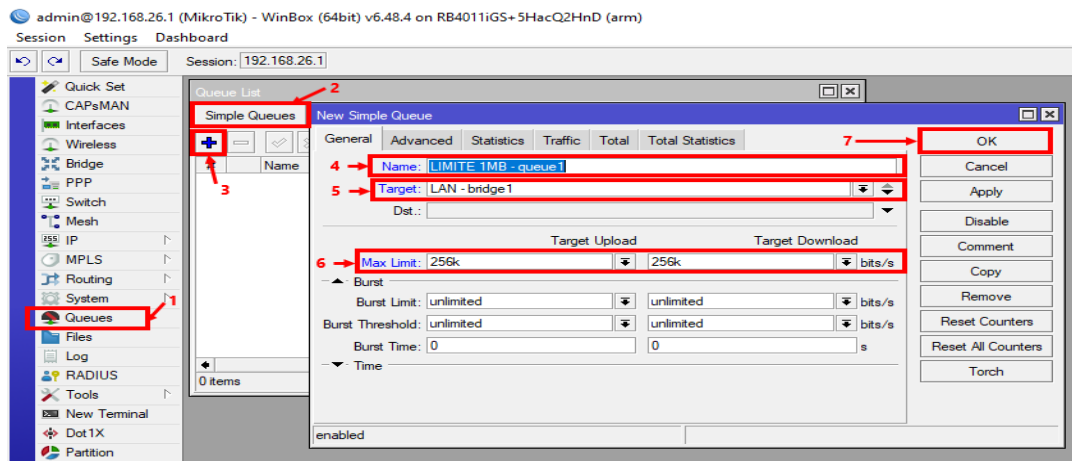 admin@192.168.26.1 (MikroTik) - WinBox (64bit) v6.48.4 on RB4011iGS+5HacQ2HnD (arm)
Session Settings Dashboard
Safe Mode Session: 192.168.26.1
Quick Set
CAPsMAN
Interfaces
Wireless
Bridge
PPP
Switch
Mesh
IP
MPLS
Routing
System
1
Queues
Files
Log
RADIUS
Tools
New Terminal
Dot1X
Partition
Queue List
2
Simple Queues
# Name
3
0 items
New Simple Queue
General Advanced Statistics Traffic Total Total Statistics
4 Name: LIMITE 1MB - queue1
5 Target: LAN - bridge1
Dst.:
Target Upload Target Download
6 Max Limit: 256k 256k bits/s
Burst
Burst Limit: unlimited unlimited bits/s
Burst Threshold: unlimited unlimited bits/s
Burst Time: 0 0 s
Time
enabled
7
OK
Cancel
Apply
Disable
Comment
Copy
Remove
Reset Counters
Reset All Counters
Torch